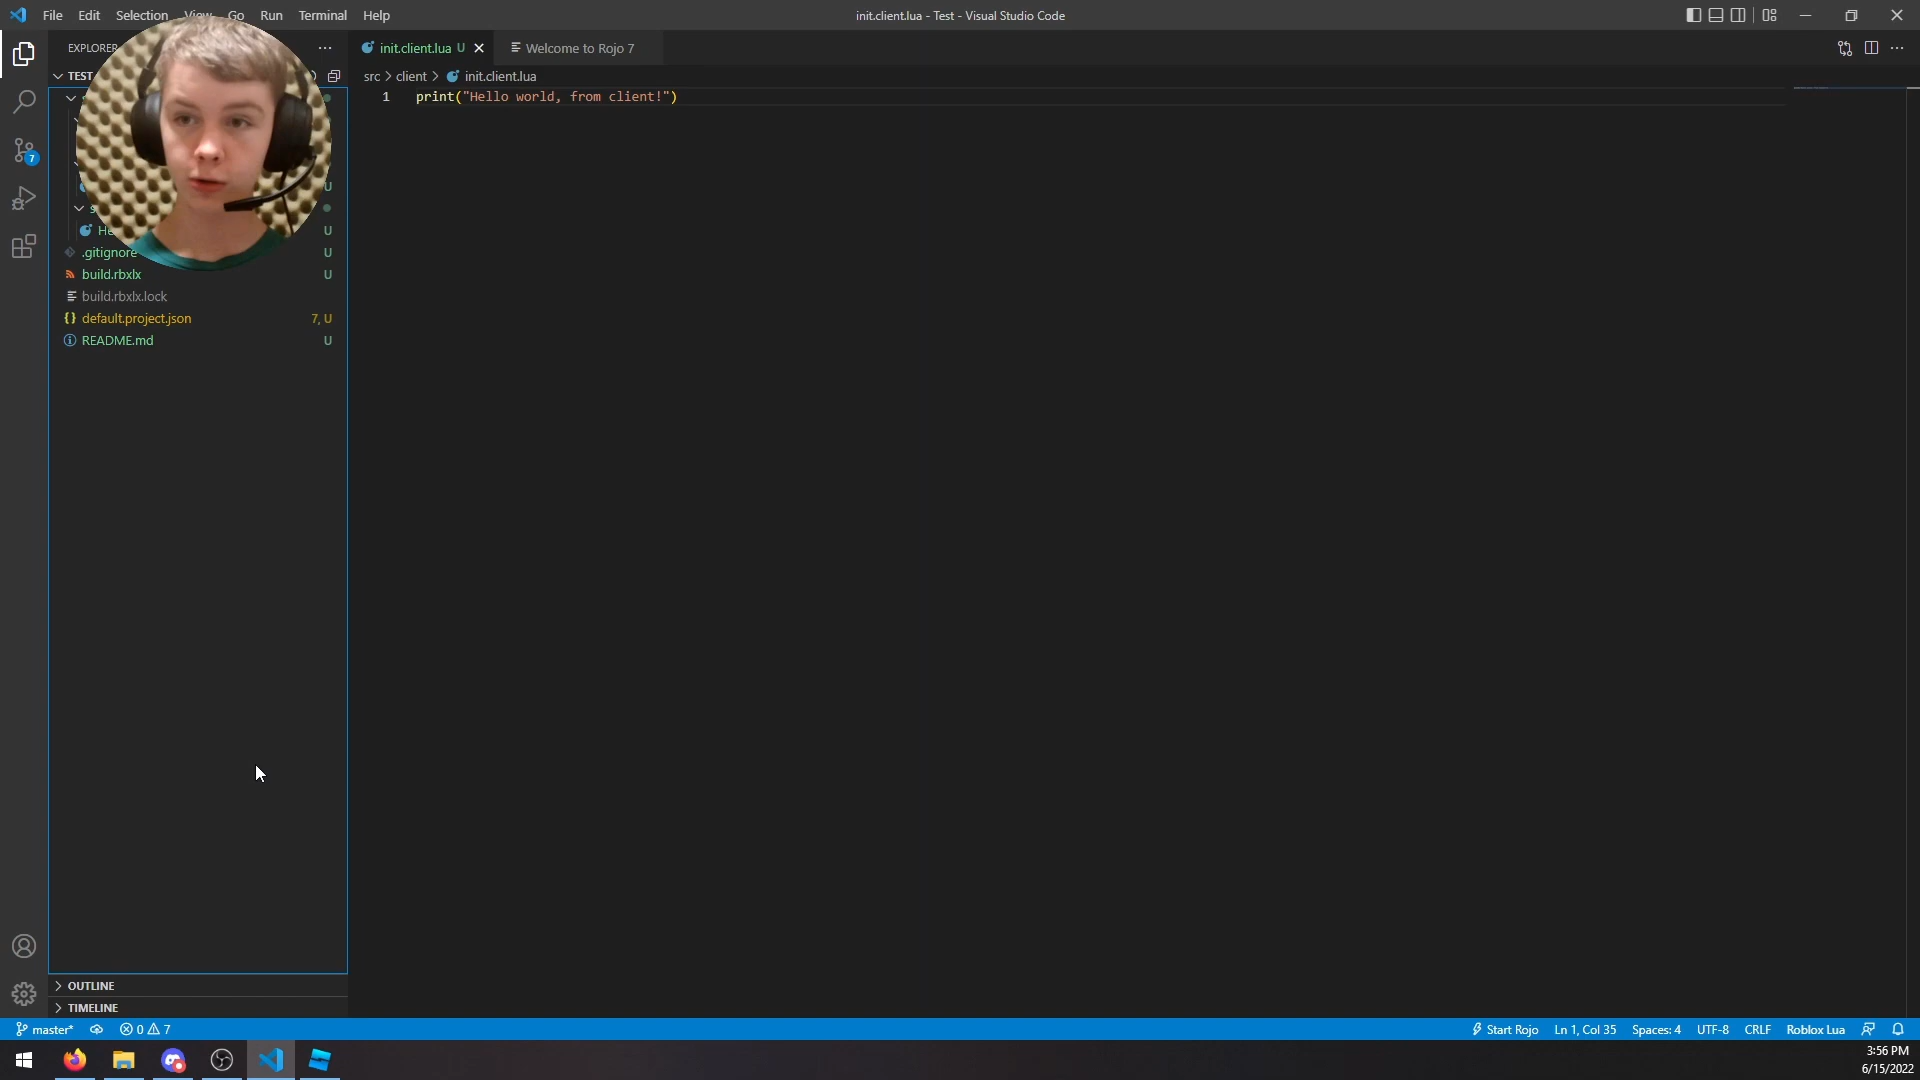 File Edit Selection View Go Run Terminal Help
init.client.lua - Test - Visual Studio Code
EXPLORER
init.client.lua U
Welcome to Rojo 7
TEST
src > client > init.client.lua
1 print("Hello world, from client!")
U
U
.gitignore U
build.rbxlx U
build.rbxlx.lock
default.project.json 7, U
README.md U
7
OUTLINE
TIMELINE
master* 0 7
Start Rojo Ln 1, Col 35 Spaces: 4 UTF-8 CRLF Roblox Lua
3:56 PM
6/15/2022